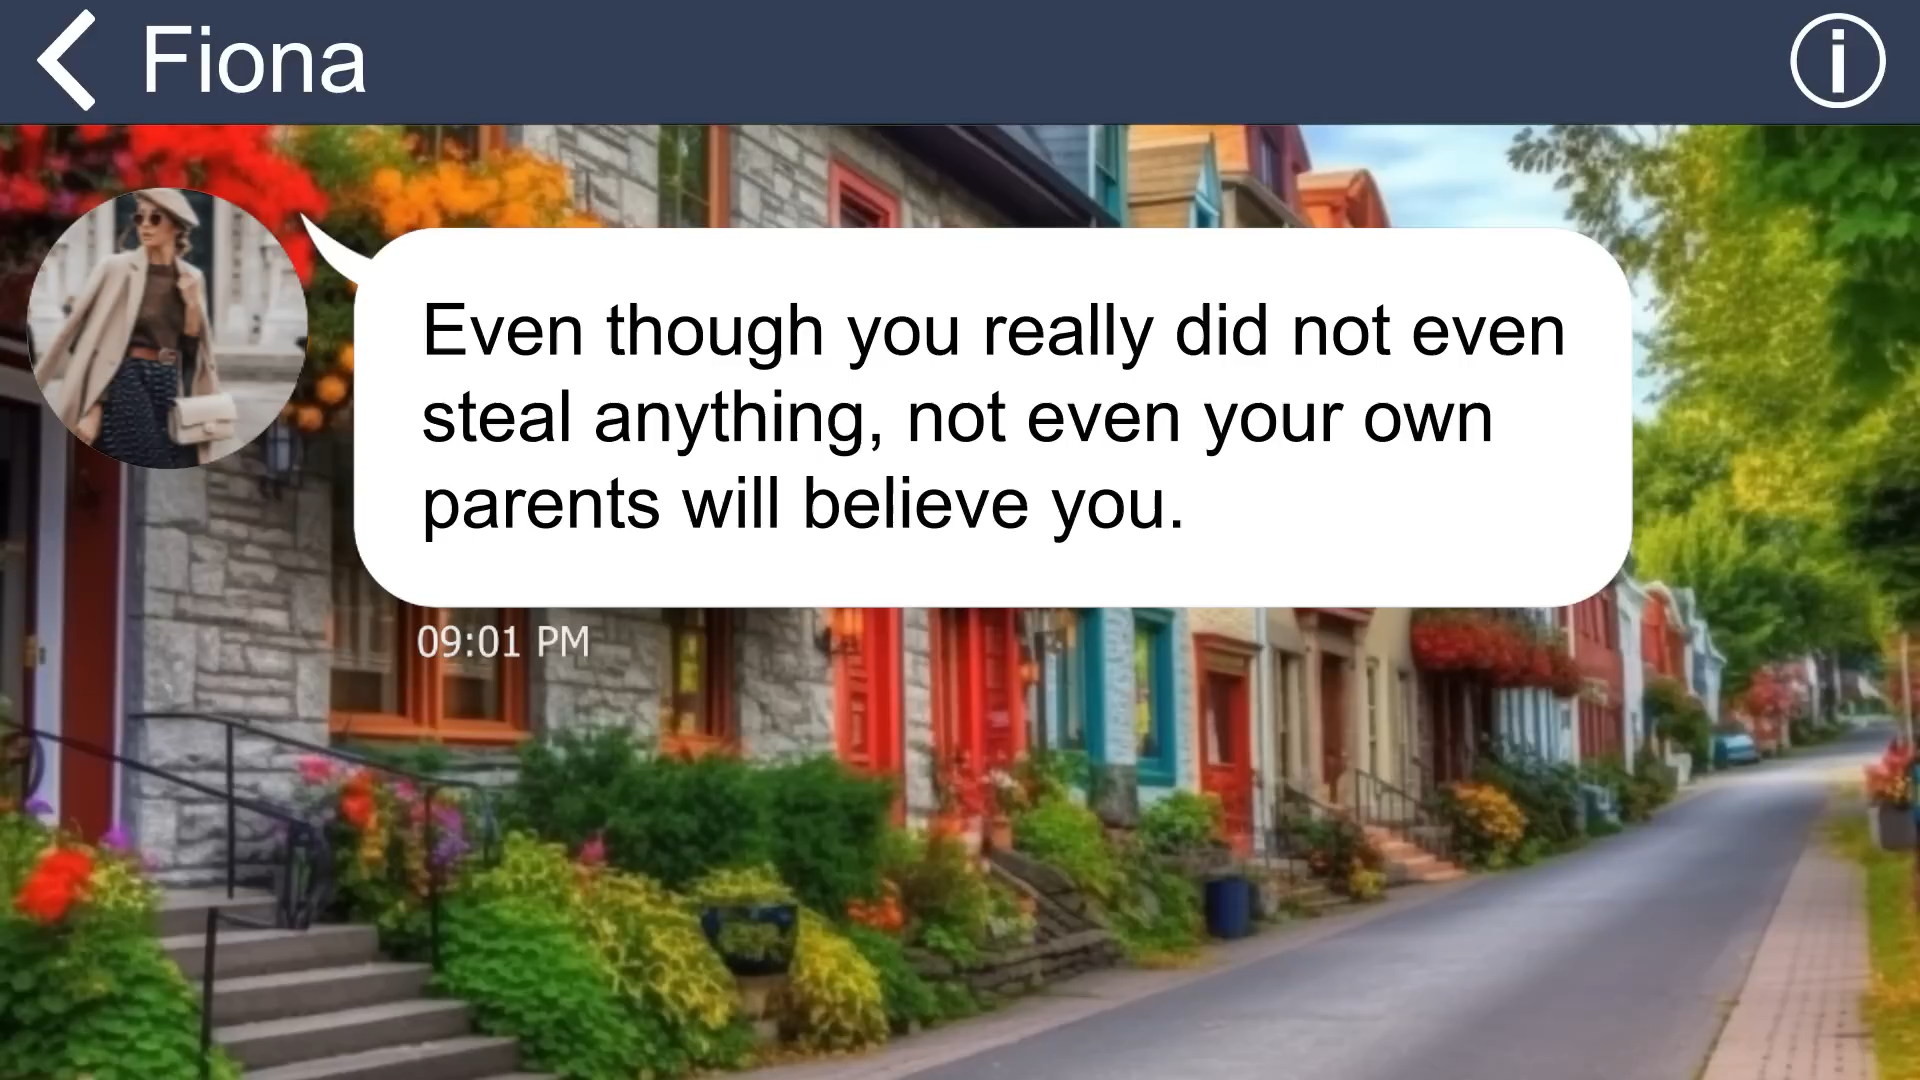 Fiona
Even though you really did not even
steal anything, not even your own
parents will believe you.
09:01 PM